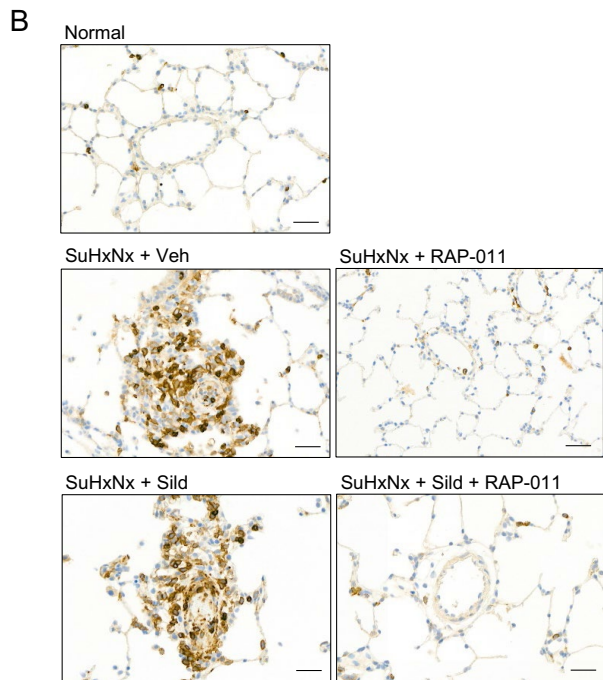 B
Normal
SuHxNx + Veh
SuHxNx + RAP-011
SuHxNx + Sild
SuHxNx + Sild + RAP-011